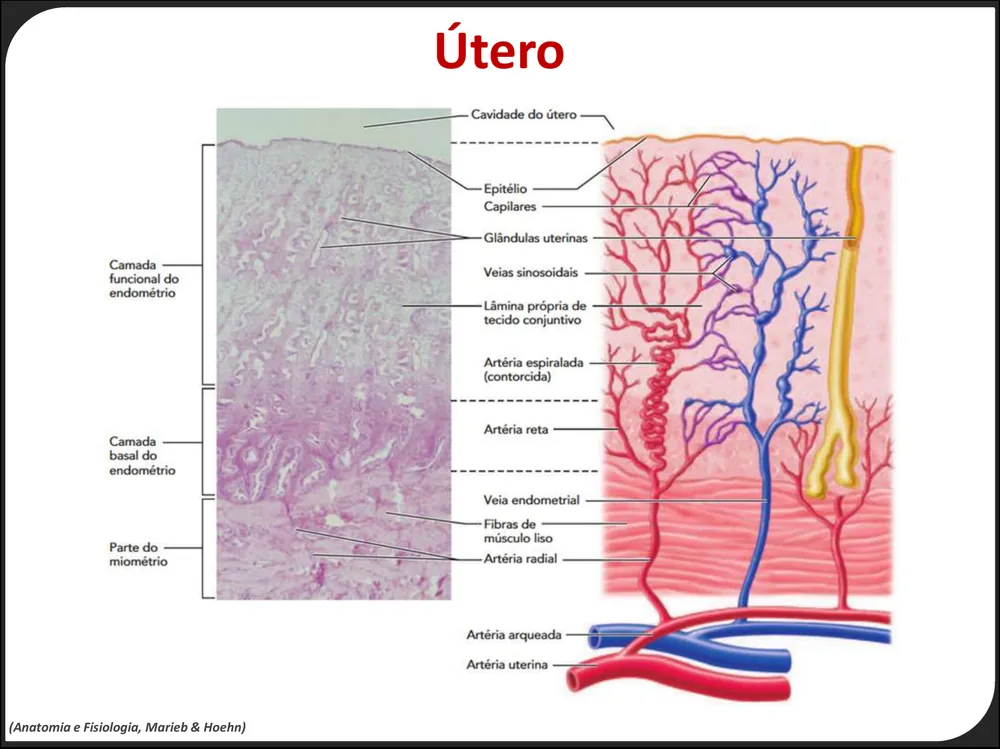 Útero
Cavidade do útero
Epitélio
Capilares
Glândulas uterinas
Camada
funcional do
endométrio
Veias sinosoidais
Lâmina própria de
tecido conjuntivo
Artéria espiralada
(contorcida)
Artéria reta
Camada
basal do
endométrio
Veia endometrial
Fibras de
músculo liso
Parte do
miométrio
Artéria radial
Artéria arqueada
Artéria uterina
(Anatomia e Fisiologia, Marieb & Hoehn)